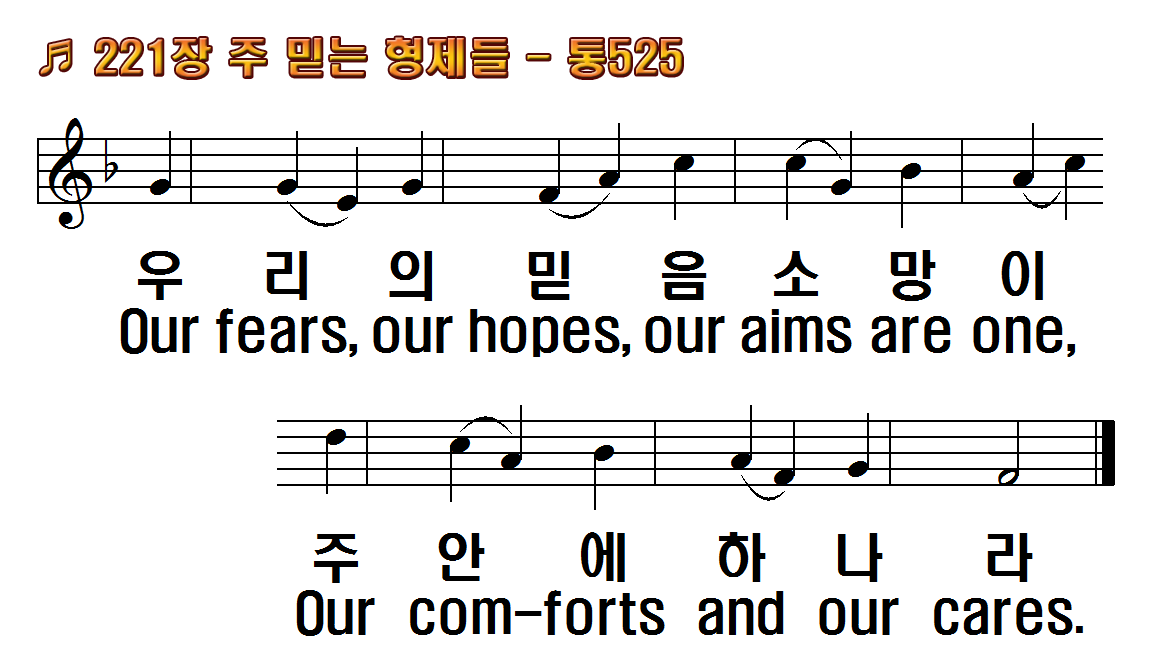 ♬ 221장 주 믿는 형제들 - 통525
우 리 의 믿 음 소 망 이
Our fears, our hopes, our aims are one,
주 안 에 하 나 라
Our com-forts and our cares.